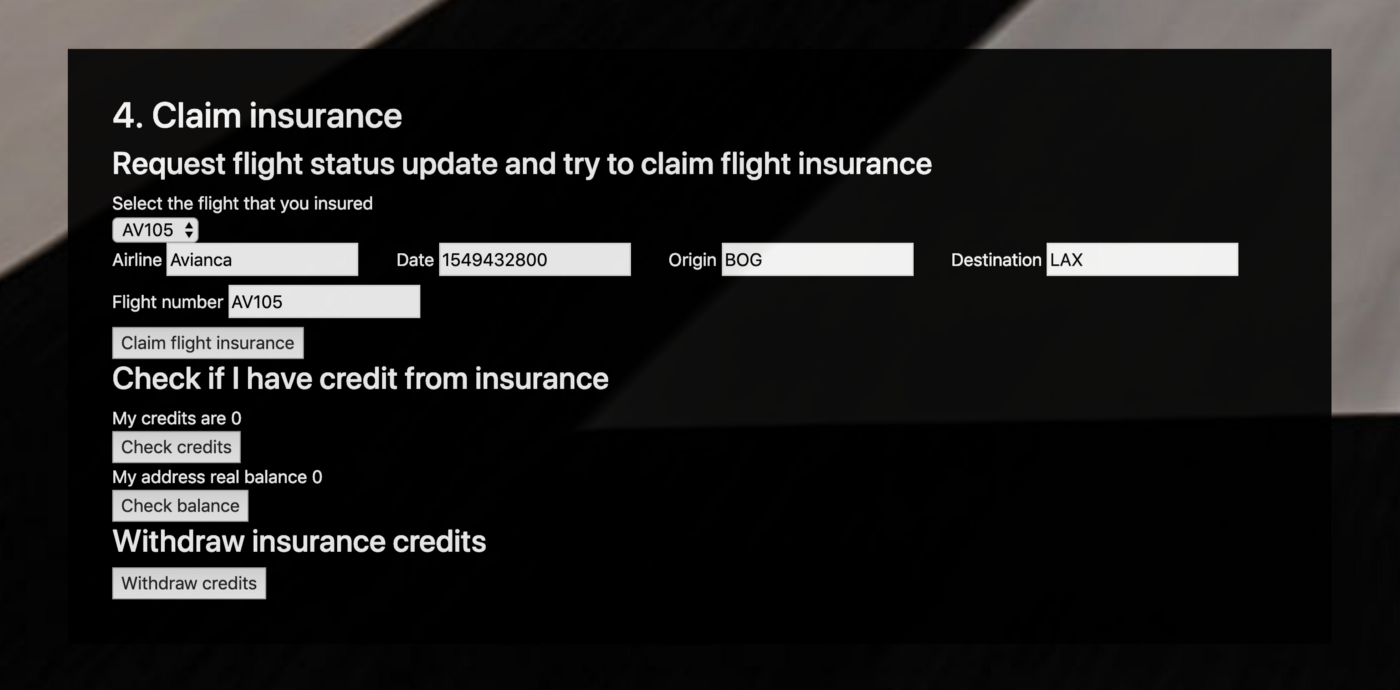 4. Claim insurance
Request flight status update and try to claim flight insurance
Select the flight that you insured
AV105
Airline Avianca Date 1549432800 Origin BOG Destination LAX
Flight number AV105
Claim flight insurance
Check if I have credit from insurance
My credits are 0
Check credits
My address real balance 0
Check balance
Withdraw insurance credits
Withdraw credits